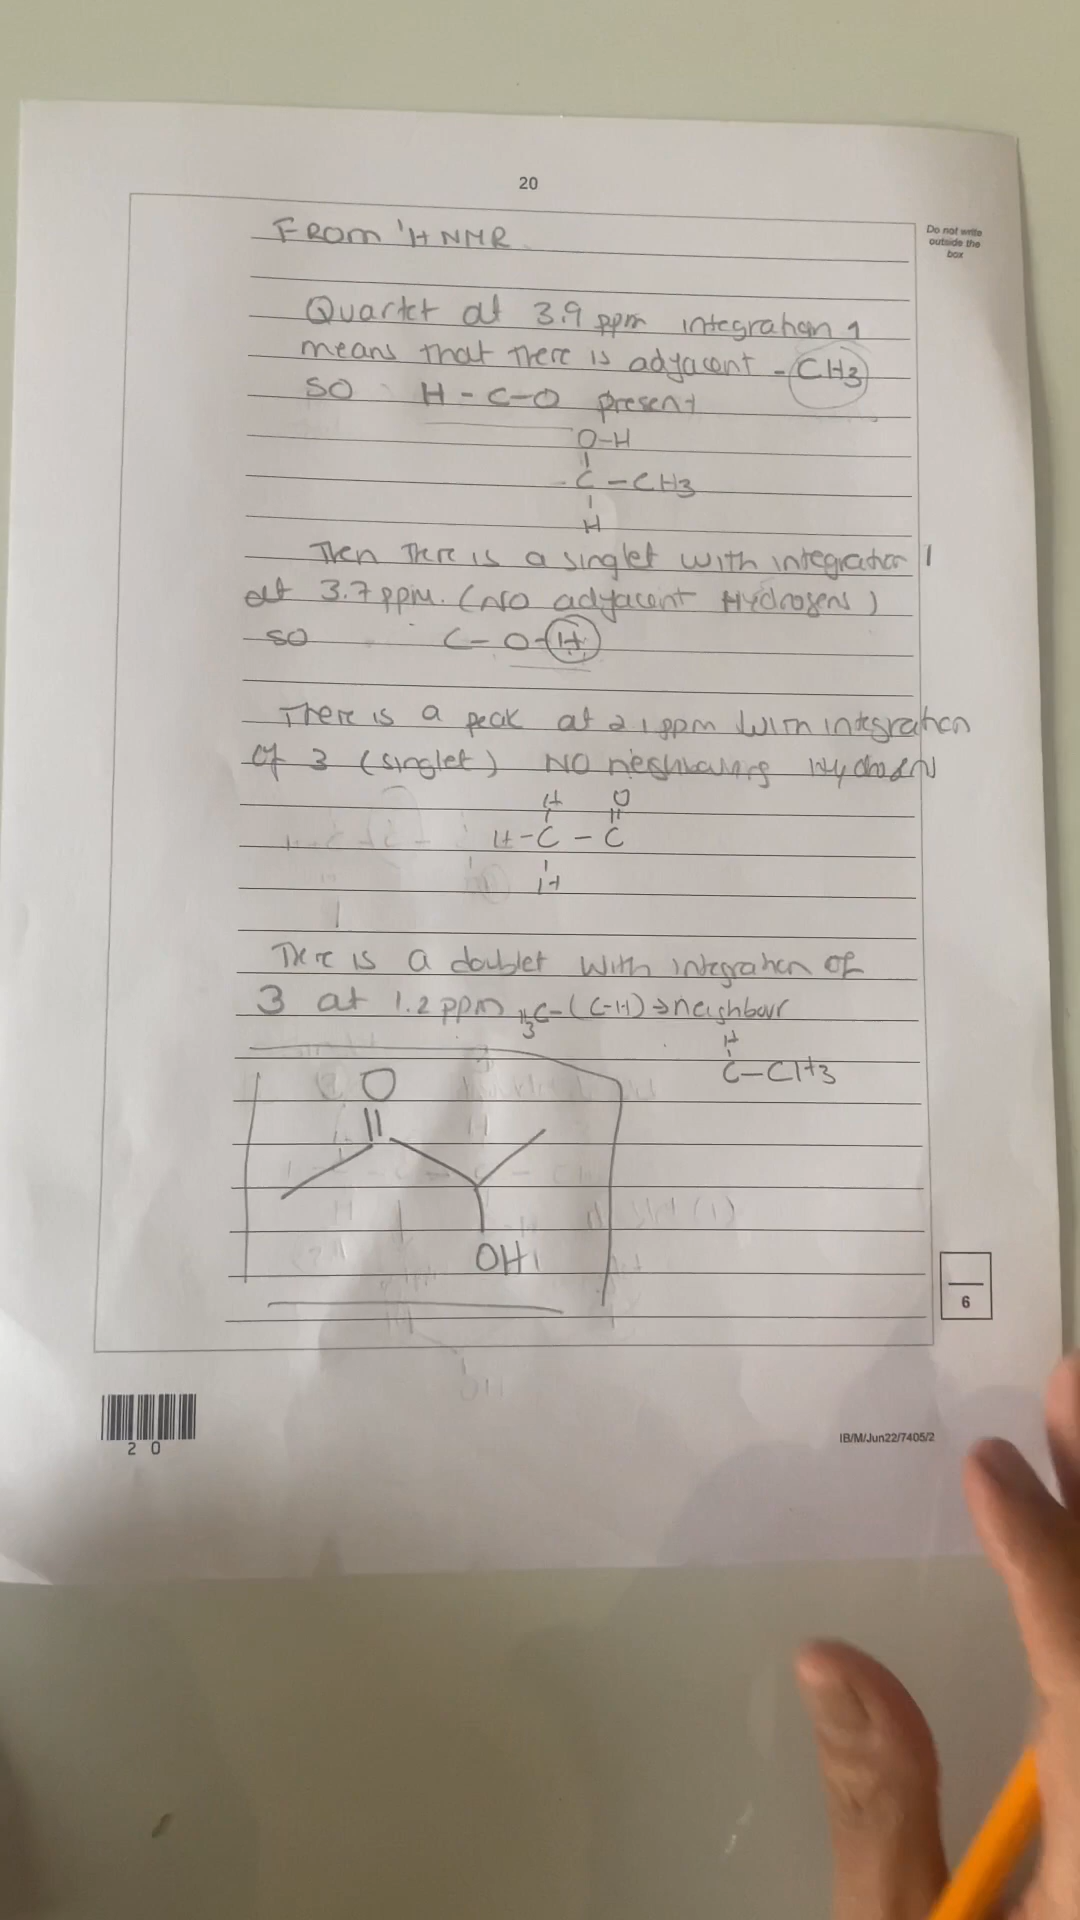 20
Do not write
outside the
box
From ¹H NMR
Quartet at 3.9 ppm integration 1
means that there is adjacent - CH3
so H - C - O present
O-H
- C - CH3
H
Then there is a singlet with integration 1
at 3.7 ppm. (NO adjacent Hydrogens)
so C - O - H
There is a peak at 2.1 ppm with integration
of 3 (singlet) NO
H O
H - C - C
H
There is a doublet with integration of
3 at 1.2 ppm H3C-(C-H) → neighbour
H
C - CH3
O
OH
6
2 0
IB/M/Jun22/7405/2